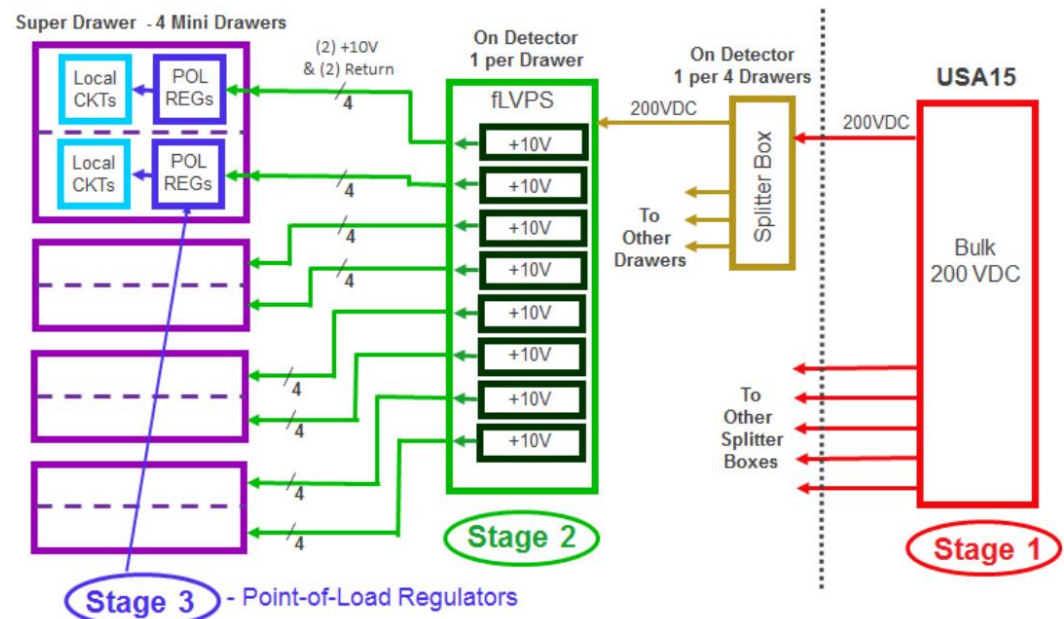 Super Drawer - 4 Mini Drawers
Local
CKTs
POL
REGs
Local
CKTs
POL
REGs
(2) +10V
& (2) Return
4
4
4
4
4
4
4
4
On Detector
1 per Drawer
fLVPS
+10V
+10V
+10V
+10V
+10V
+10V
+10V
+10V
Stage 2
200VDC
On Detector
1 per 4 Drawers
Splitter Box
To
Other
Drawers
200VDC
USA15
Bulk
200 VDC
To
Other
Splitter
Boxes
Stage 1
Stage 3 - Point-of-Load Regulators